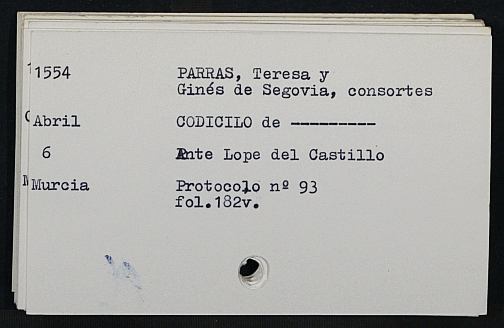 1554 PARRAS, Teresa y
Ginés de Segovia, consortes
Abril CODICILO de ---------
6 Ante Lope del Castillo
Murcia Protocolo nº 93
fol.182v.